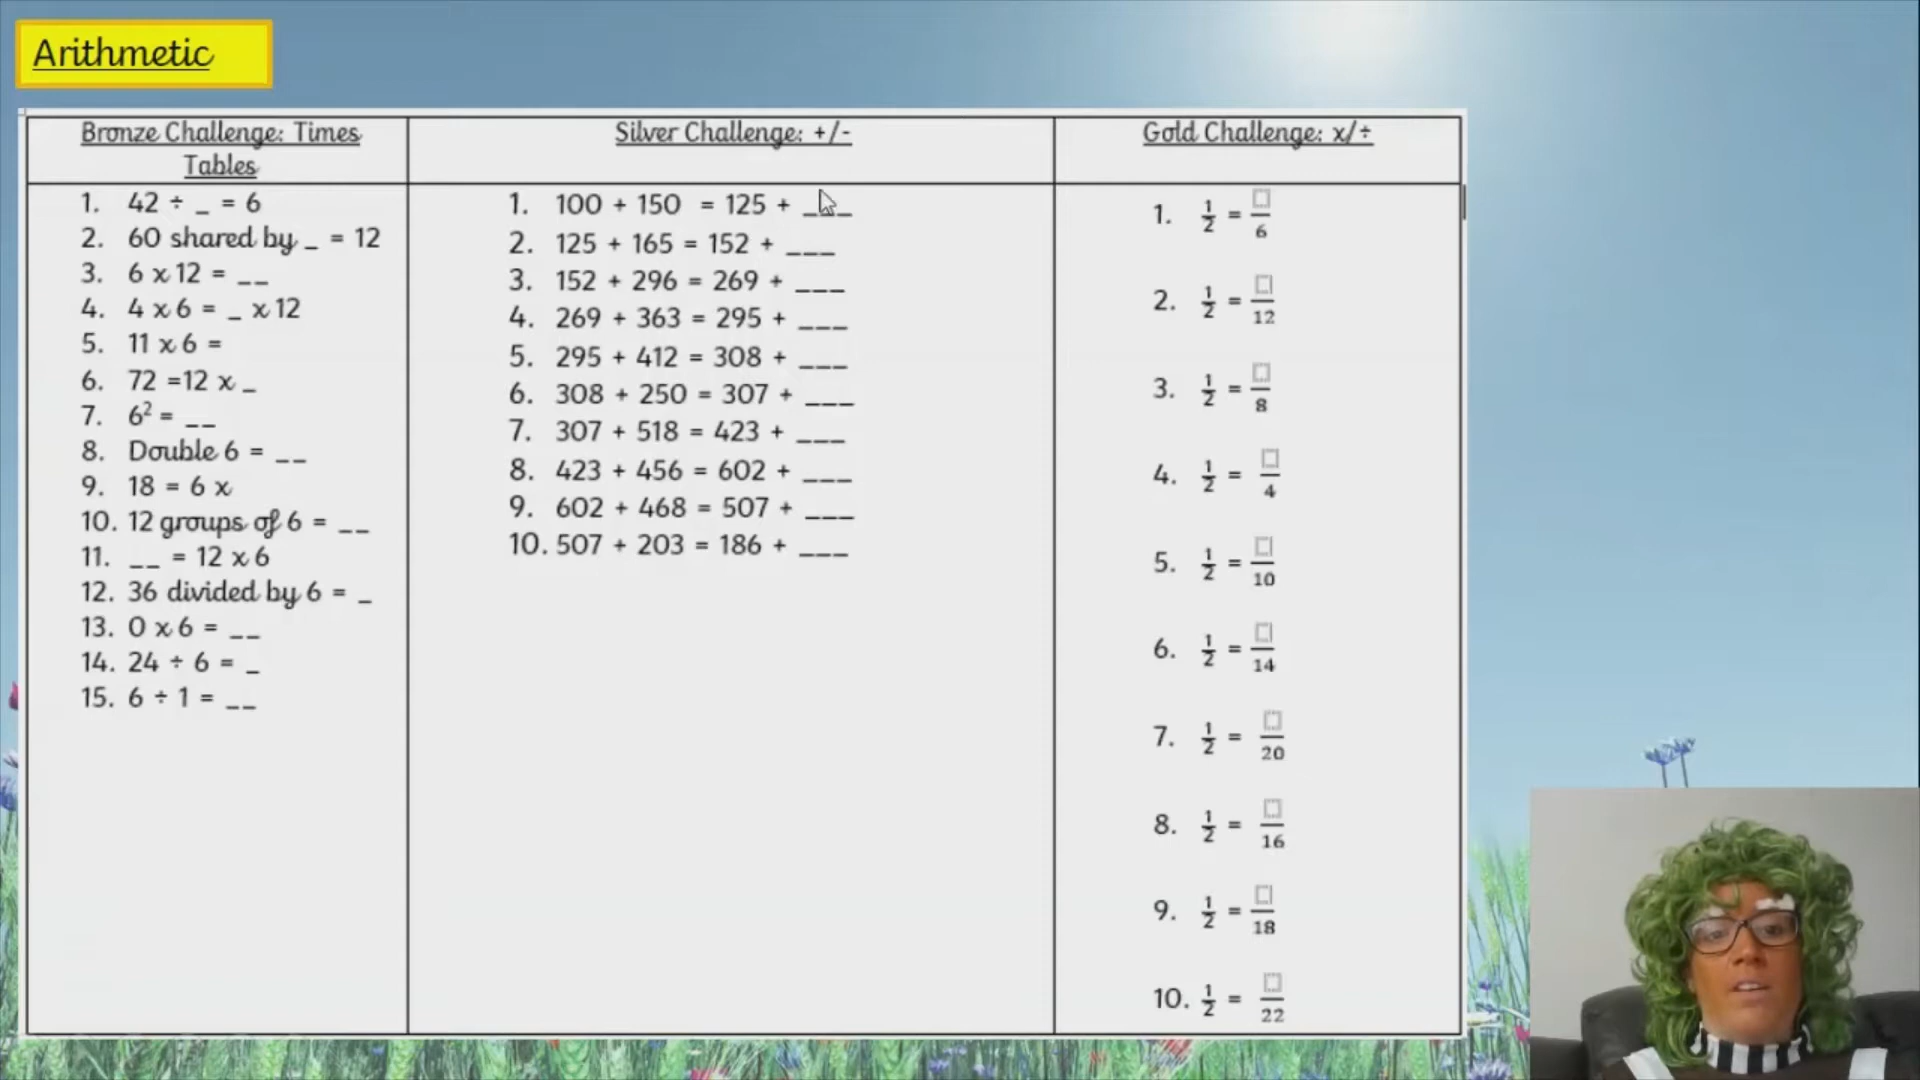 Arithmetic
Bronze Challenge: Times
Tables
1. 42 ÷ _ = 6
2. 60 shared by _ = 12
3. 6 x 12 = __
4. 4 x 6 = _ x 12
5. 11 x 6 =
6. 72 =12 x _
7. 6² = __
8. Double 6 = __
9. 18 = 6 x
10. 12 groups of 6 = __
11. __ = 12 x 6
12. 36 divided by 6 = _
13. 0 x 6 = __
14. 24 ÷ 6 = _
15. 6 ÷ 1 = __
Silver Challenge: +/-
1. 100 + 150 = 125 + ___
2. 125 + 165 = 152 + ___
3. 152 + 296 = 269 + ___
4. 269 + 363 = 295 + ___
5. 295 + 412 = 308 + ___
6. 308 + 250 = 307 + ___
7. 307 + 518 = 423 + ___
8. 423 + 456 = 602 + ___
9. 602 + 468 = 507 + ___
10. 507 + 203 = 186 + ___
Gold Challenge: x/÷
1. 1/2 = □/6
2. 1/2 = □/12
3. 1/2 = □/8
4. 1/2 = □/4
5. 1/2 = □/10
6. 1/2 = □/14
7. 1/2 = □/20
8. 1/2 = □/16
9. 1/2 = □/18
10. 1/2 = □/22